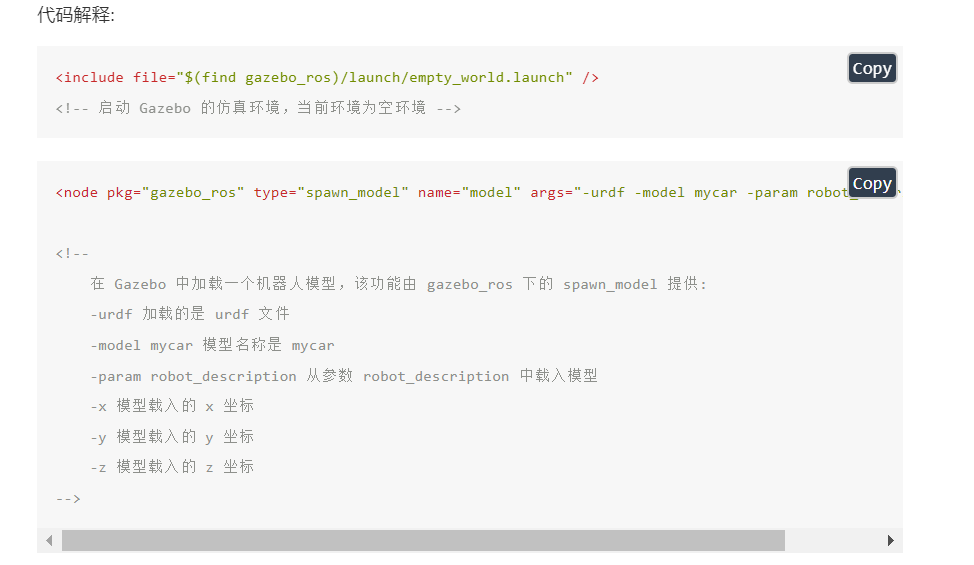 代码解释:
Copy
<include file="$(find gazebo_ros)/launch/empty_world.launch" />
<!-- 启动 Gazebo 的仿真环境，当前环境为空环境 -->
Copy
<node pkg="gazebo_ros" type="spawn_model" name="model" args="-urdf -model mycar -param robot_
<!--
在 Gazebo 中加载一个机器人模型，该功能由 gazebo_ros 下的 spawn_model 提供:
-urdf 加载的是 urdf 文件
-model mycar 模型名称是 mycar
-param robot_description 从参数 robot_description 中载入模型
-x 模型载入的 x 坐标
-y 模型载入的 y 坐标
-z 模型载入的 z 坐标
-->